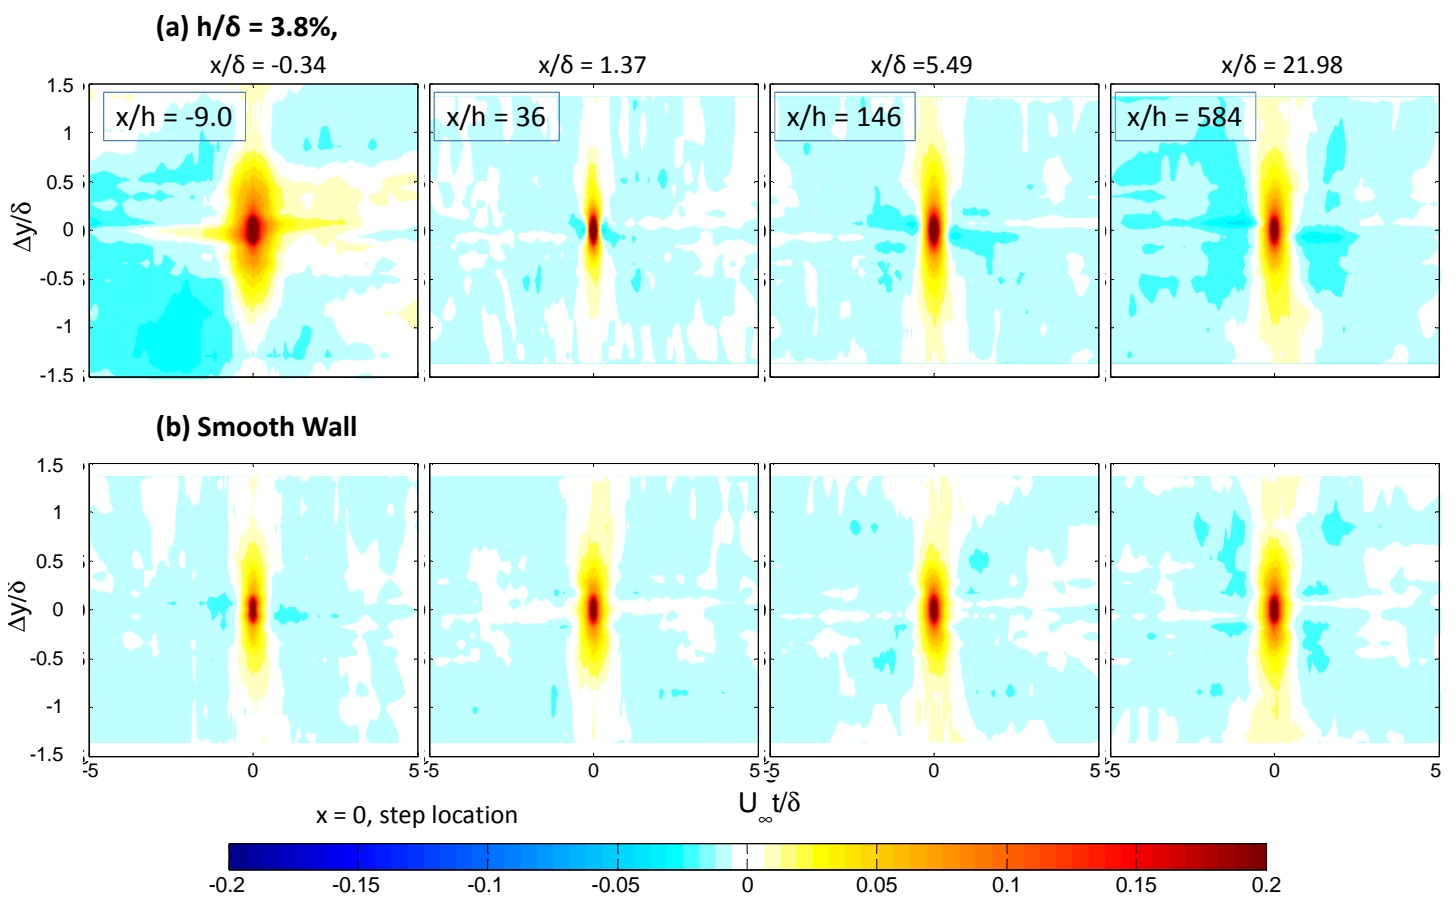 (a) h/δ = 3.8%,
x/δ = -0.34 x/δ = 1.37 x/δ =5.49 x/δ = 21.98
x/h = -9.0 x/h = 36 x/h = 146 x/h = 584
1.5
1
0.5
0
-0.5
-1
-1.5
Δy/δ
(b) Smooth Wall
1.5
1
0.5
0
-0.5
-1
-1.5
Δy/δ
-5 0 5 -5 0 5 -5 0 5 -5 0 5
U∞t/δ
x = 0, step location
-0.2 -0.15 -0.1 -0.05 0 0.05 0.1 0.15 0.2